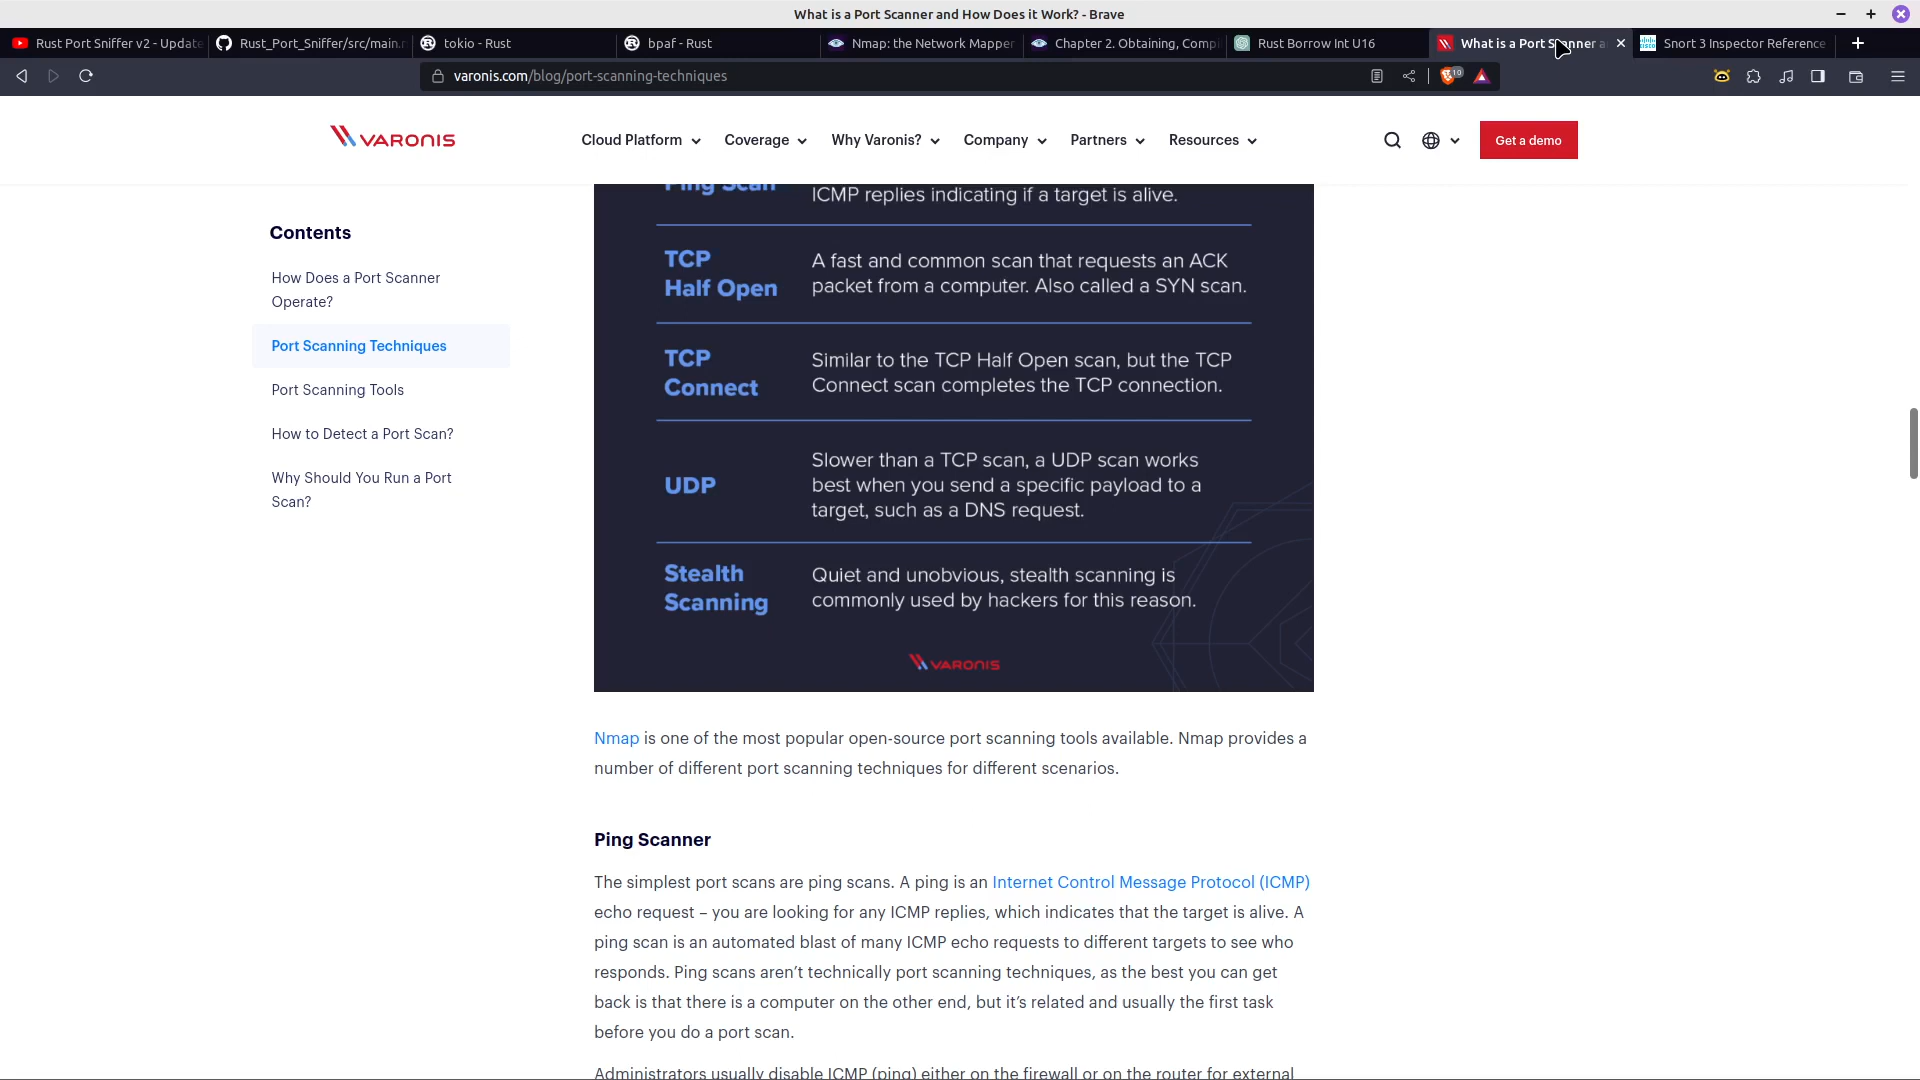 What is a Port Scanner and How Does it Work? - Brave
Rust Port Sniffer v2 - Update
Rust_Port_Sniffer/src/main.r
tokio - Rust
bpaf - Rust
Nmap: the Network Mapper
Chapter 2. Obtaining, Compi
Rust Borrow Int U16
What is a Port Scanner a
Snort 3 Inspector Reference
varonis.com/blog/port-scanning-techniques
10
VARONIS
Cloud Platform
Coverage
Why Varonis?
Company
Partners
Resources
Get a demo
Contents
How Does a Port Scanner
Operate?
Port Scanning Techniques
Port Scanning Tools
How to Detect a Port Scan?
Why Should You Run a Port
Scan?
Ping Scan
ICMP replies indicating if a target is alive.
TCP
Half Open
A fast and common scan that requests an ACK
packet from a computer. Also called a SYN scan.
TCP
Connect
Similar to the TCP Half Open scan, but the TCP
Connect scan completes the TCP connection.
UDP
Slower than a TCP scan, a UDP scan works
best when you send a specific payload to a
target, such as a DNS request.
Stealth
Scanning
Quiet and unobvious, stealth scanning is
commonly used by hackers for this reason.
VARONIS
Nmap is one of the most popular open-source port scanning tools available. Nmap provides a
number of different port scanning techniques for different scenarios.
Ping Scanner
The simplest port scans are ping scans. A ping is an Internet Control Message Protocol (ICMP)
echo request – you are looking for any ICMP replies, which indicates that the target is alive. A
ping scan is an automated blast of many ICMP echo requests to different targets to see who
responds. Ping scans aren’t technically port scanning techniques, as the best you can get
back is that there is a computer on the other end, but it’s related and usually the first task
before you do a port scan.
Administrators usually disable ICMP (ping) either on the firewall or on the router for external